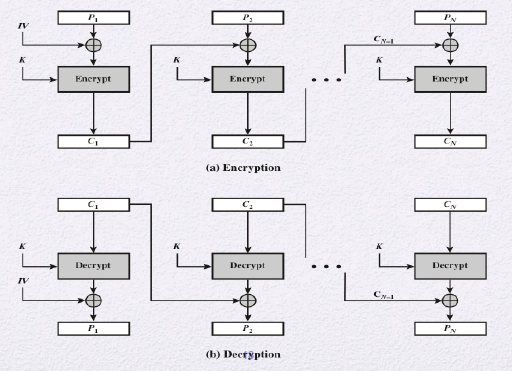 P1 P2 PN
IV CN–1
K K K
Encrypt Encrypt Encrypt
C1 C2 CN
(a) Encryption
C1 C2 CN
K K K
Decrypt Decrypt Decrypt
IV CN–1
P1 P2 PN
(b) Decryption